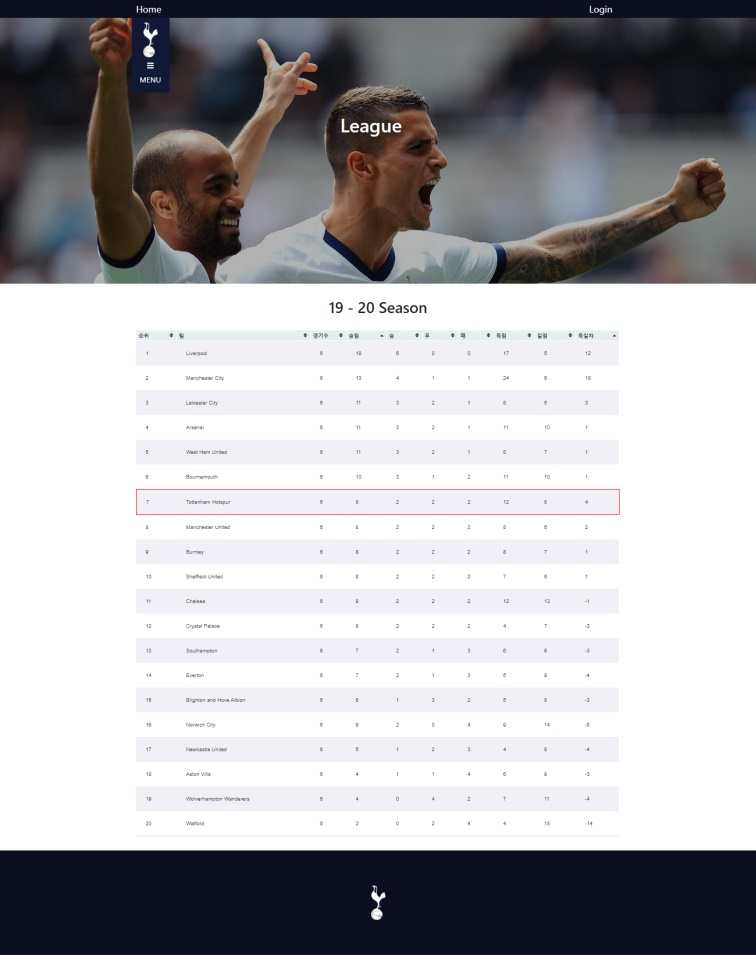 Home Login
MENU
League
19 - 20 Season
순위 팀 경기수 승점 승 무 패 득점 실점 득실차
1 Liverpool 6 18 6 0 0 17 5 12
2 Manchester City 6 13 4 1 1 24 6 18
3 Leicester City 6 11 3 2 1 8 5 3
4 Arsenal 6 11 3 2 1 11 10 1
5 West Ham United 6 11 3 2 1 8 7 1
6 Bournemouth 6 10 3 1 2 11 10 1
7 Tottenham Hotspur 6 8 2 2 2 12 8 4
8 Manchester United 6 8 2 2 2 8 6 2
9 Burnley 6 8 2 2 2 8 7 1
10 Sheffield United 6 8 2 2 2 7 6 1
11 Chelsea 6 8 2 2 2 12 13 -1
12 Crystal Palace 6 8 2 2 2 4 7 -3
13 Southampton 6 7 2 1 3 6 9 -3
14 Everton 6 7 2 1 3 5 9 -4
15 Brighton and Hove Albion 6 6 1 3 2 5 8 -3
16 Norwich City 6 6 2 0 4 9 14 -5
17 Newcastle United 6 5 1 2 3 4 8 -4
18 Aston Villa 6 4 1 1 4 6 9 -3
19 Wolverhampton Wanderers 6 4 0 4 2 7 11 -4
20 Watford 6 2 0 2 4 4 18 -14